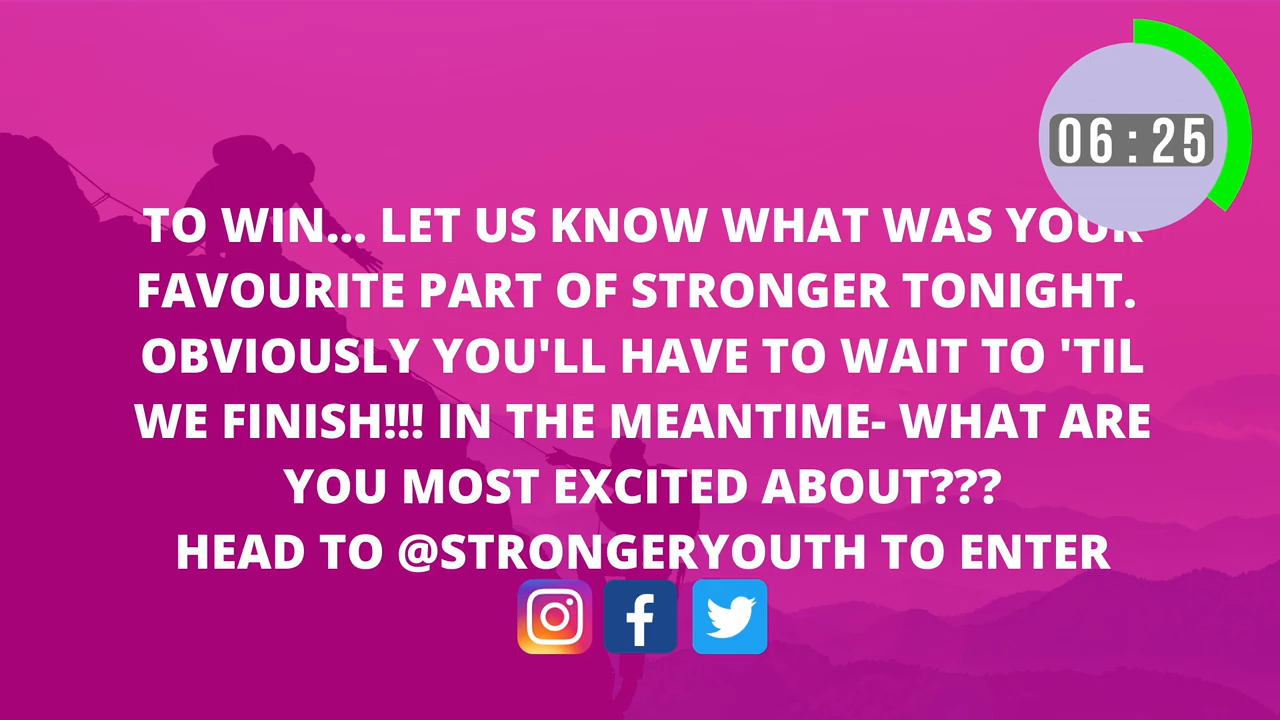 06:25
TO WIN... LET US KNOW WHAT WAS YOUR
FAVOURITE PART OF STRONGER TONIGHT.
OBVIOUSLY YOU'LL HAVE TO WAIT TO 'TIL
WE FINISH!!! IN THE MEANTIME- WHAT ARE
YOU MOST EXCITED ABOUT???
HEAD TO @STRONGERYOUTH TO ENTER